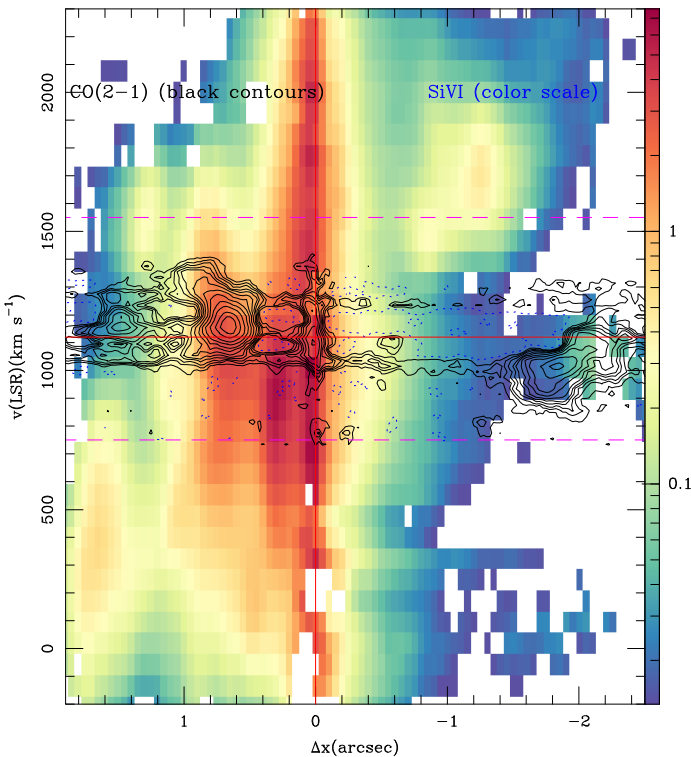 CO(2−1) (black contours) SiVI (color scale)
2000
1500
1000
500
0
v(LSR)(km s⁻¹)
1
0.1
1 0 −1 −2
Δx(arcsec)